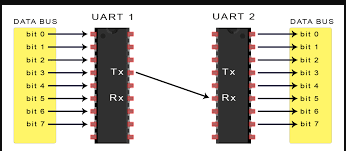 UART 1
UART 2
DATA BUS
DATA BUS
bit 0
bit 1
bit 2
bit 3
bit 4
bit 5
bit 6
bit 7
Tx
Rx
Tx
Rx
bit 0
bit 1
bit 2
bit 3
bit 4
bit 5
bit 6
bit 7